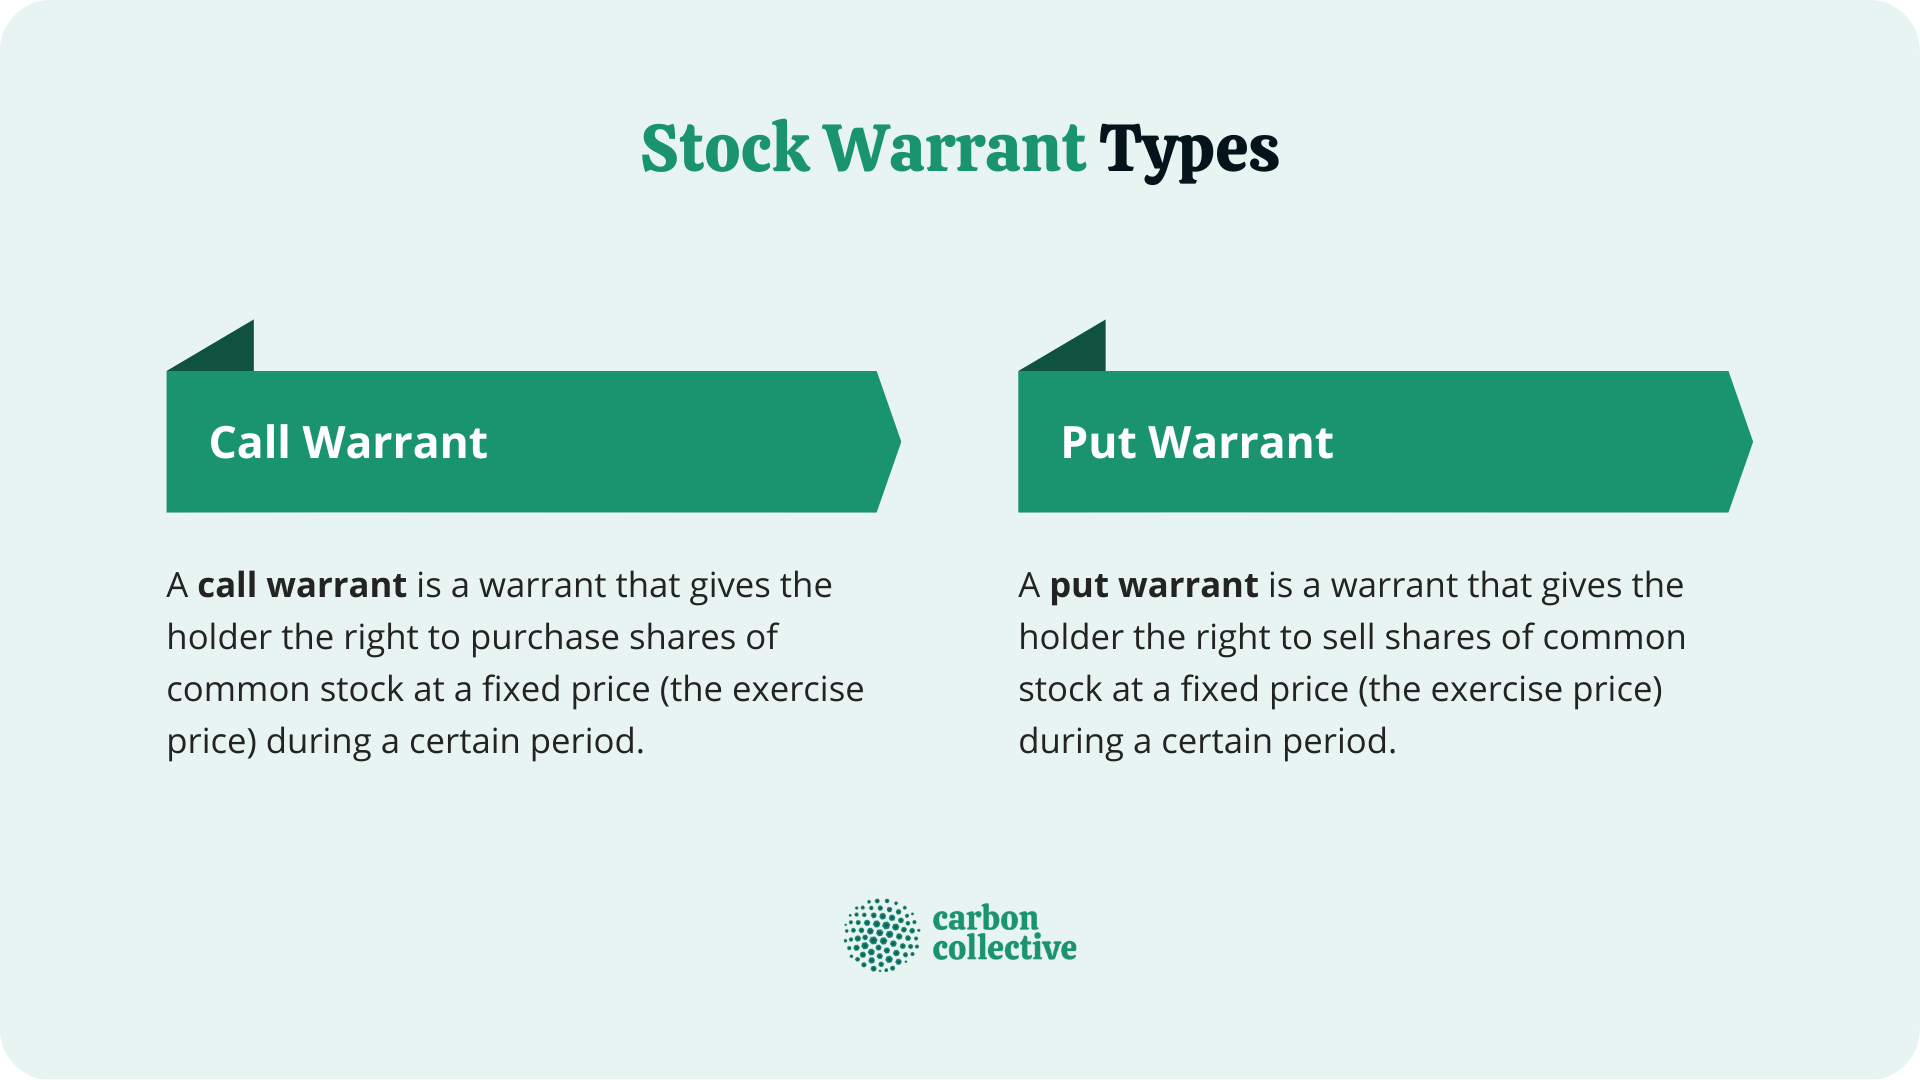 Stock Warrant Types
Call Warrant
A call warrant is a warrant that gives the
holder the right to purchase shares of
common stock at a fixed price (the exercise
price) during a certain period.
Put Warrant
A put warrant is a warrant that gives the
holder the right to sell shares of common
stock at a fixed price (the exercise price)
during a certain period.
carbon
collective